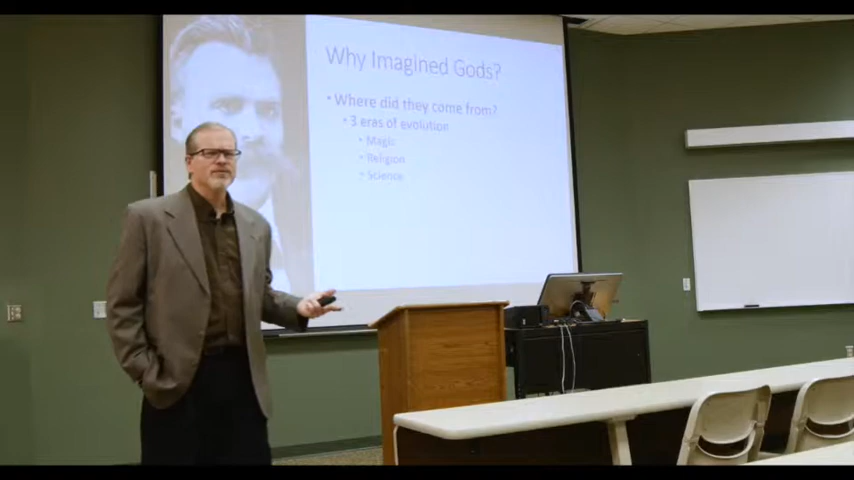 Why Imagined Gods?
• Where did they come from?
• 3 eras of evolution
• Magic
• Religion
• Science